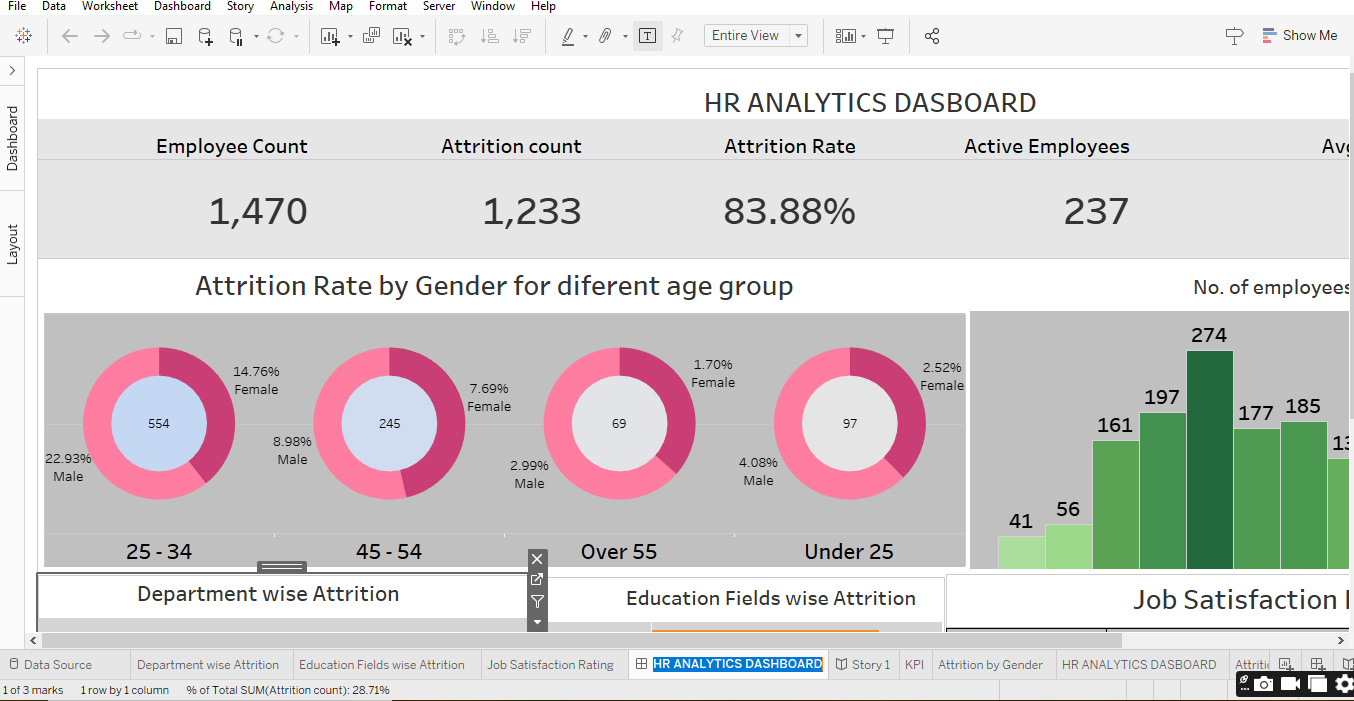 File Data Worksheet Dashboard Story Analysis Map Format Server Window Help
Entire View
Show Me
Dashboard
Layout
HR ANALYTICS DASBOARD
Employee Count Attrition count Attrition Rate Active Employees Avg
1,470 1,233 83.88% 237
Attrition Rate by Gender for diferent age group
No. of employees
14.76%
Female
554
22.93%
Male
7.69%
Female
245
8.98%
Male
1.70%
Female
69
2.99%
Male
2.52%
Female
97
4.08%
Male
25 - 34 45 - 54 Over 55 Under 25
41 56 161 197 274 177 185
Department wise Attrition
Education Fields wise Attrition
Job Satisfaction
Data Source Department wise Attrition Education Fields wise Attrition Job Satisfaction Rating HR ANALYTICS DASHBOARD Story 1 KPI Attrition by Gender HR ANALYTICS DASBOARD Attriti
1 of 3 marks 1 row by 1 column % of Total SUM(Attrition count): 28.71%